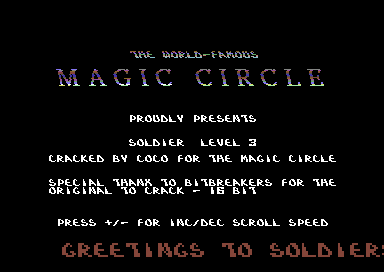 THE WORLD-FAMOUS
MAGIC CIRCLE
PROUDLY PRESENTS
SOLDIER LEVEL 3
CRACKED BY COCO FOR THE MAGIC CIRCLE
SPECIAL THANX TO BITBREAKERS FOR THE
ORIGINAL TO CRACK - 16 BIT
PRESS +/- FOR INC/DEC SCROLL SPEED
GREETINGS TO SOLDIER